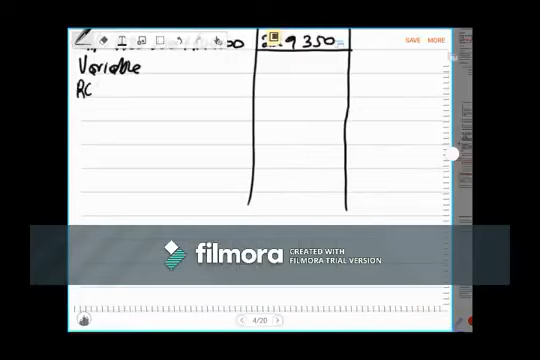 9350
SAVE MORE
Variable
RC
filmora CREATED WITH FILMORA TRIAL VERSION
4/20